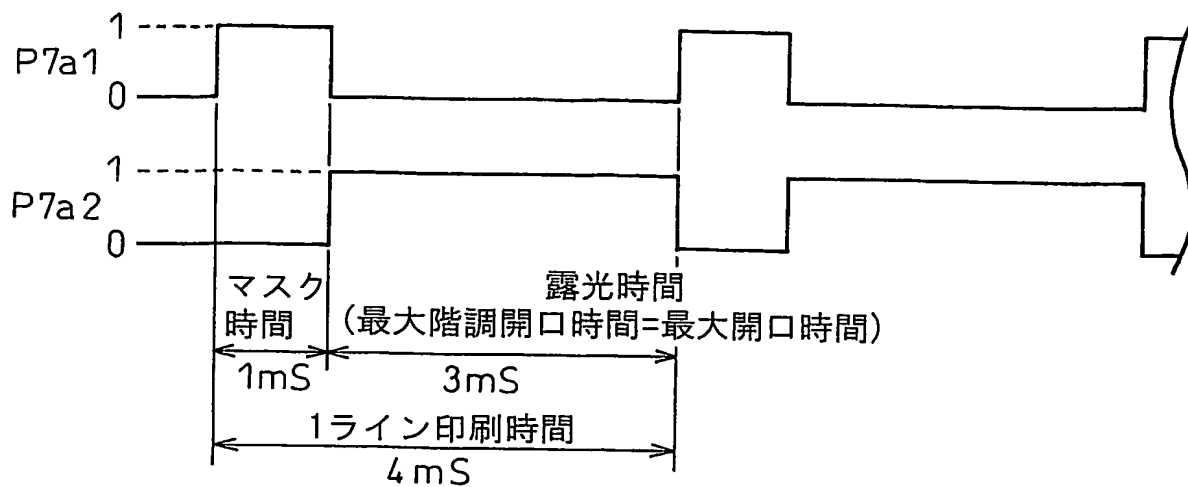 1
P7a1
0
1
P7a2
0
マスク
時間
露光時間
(最大階調開口時間=最大開口時間)
1mS
3mS
1ライン印刷時間
4mS